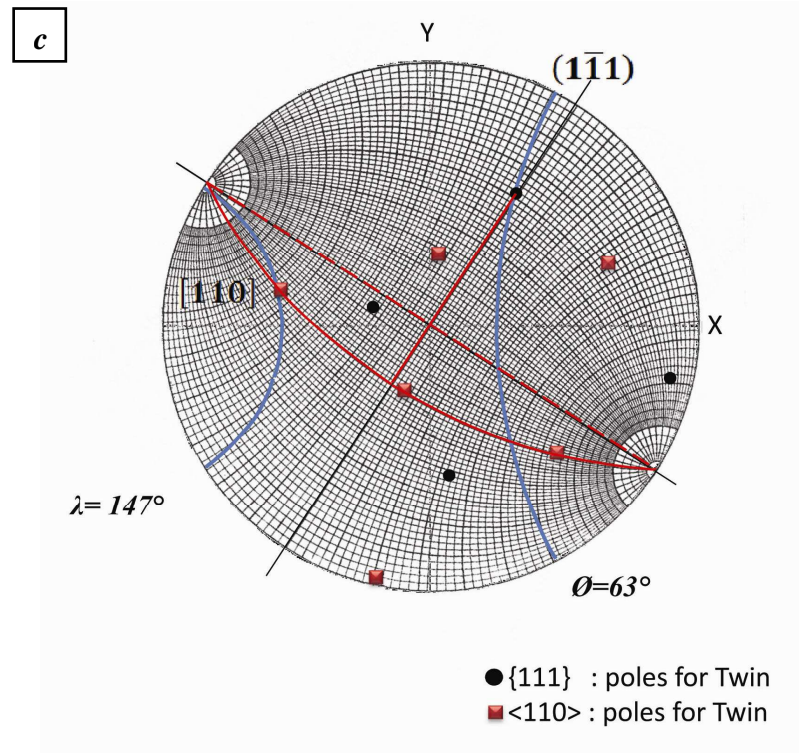 c
Y
(11̅1)
[110]
X
λ= 147°
Ø=63°
{111} : poles for Twin
<110> : poles for Twin